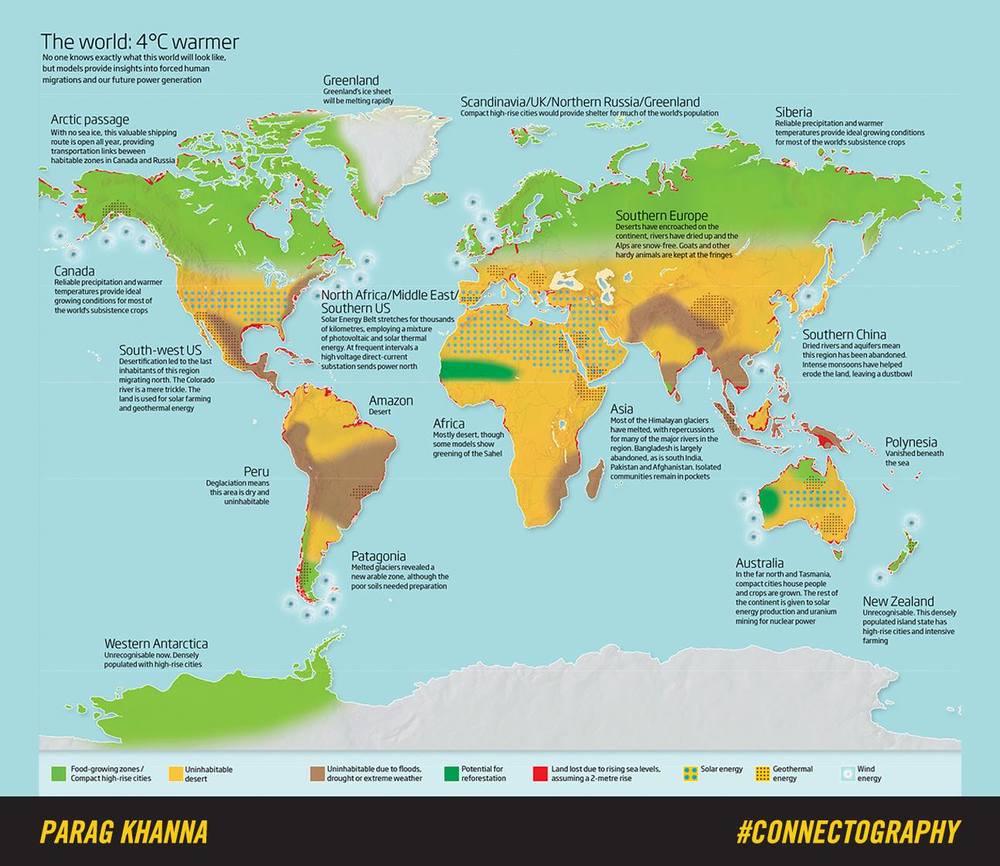 The world: 4°C warmer
No one knows exactly what this world will look like,
but models provide insights into forced human
migrations and our future power generation
Greenland
Greenland's ice sheet
will be melting rapidly
Scandinavia/UK/Northern Russia/Greenland
Compact high-rise cities would provide shelter for much of the world's population
Siberia
Reliable precipitation and warmer
temperatures provide ideal growing conditions
for most of the world's subsistence crops
Arctic passage
With no sea ice, this valuable shipping
route is open all year, providing
transportation links beween
habitable zones in Canada and Russia
Southern Europe
Deserts have encroached on the
continent, rivers have dried up and the
Alps are snow-free. Goats and other
hardy animals are kept at the fringes
Canada
Reliable precipitation and warmer
temperatures provide ideal
growing conditions for most of
the world's subsistence crops
North Africa/Middle East/
Southern US
Solar Energy Belt stretches for thousands
of kilometres, employing a mixture
of photovoltaic and solar thermal
energy. At frequent intervals a
high voltage direct-current
substation sends power north
Southern China
Dried rivers and aquifers mean
this region has been abandoned.
Intense monsoons have helped
erode the land, leaving a dustbowl
South-west US
Desertification led to the last
inhabitants of this region
migrating north. The Colorado
river is a mere trickle. The
land is used for solar farming
and geothermal energy
Amazon
Desert
Africa
Mostly desert, though
some models show
greening of the Sahel
Asia
Most of the Himalayan glaciers
have melted, with repercussions
for many of the major rivers in the
region. Bangladesh is largely
abandoned, as is south India,
Pakistan and Afghanistan. Isolated
communities remain in pockets
Polynesia
Vanished beneath
the sea
Peru
Deglaciation means
this area is dry and
uninhabitable
Patagonia
Melted glaciers revealed a
new arable zone, although the
poor soils needed preparation
Australia
In the far north and Tasmania,
compact cities house people
and crops are grown. The rest of
the continent is given to solar
energy production and uranium
mining for nuclear power
New Zealand
Unrecognisable. This densely
populated island state has
high-rise cities and intensive
farming
Western Antarctica
Unrecognisable now. Densely
populated with high-rise cities
Food-growing zones/
Compact high-rise cities
Uninhabitable
desert
Uninhabitable due to floods,
drought or extreme weather
Potential for
reforestation
Land lost due to rising sea levels,
assuming a 2-metre rise
Solar energy
Geothermal
energy
Wind
energy
PARAG KHANNA
#CONNECTOGRAPHY